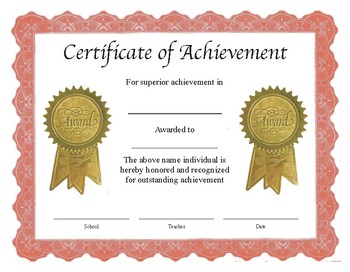 Certificate of Achievement
For superior achievement in
Awarded to
Award
Award
The above name individual is
hereby honored and recognized
for outstanding achievement
School Teacher Date